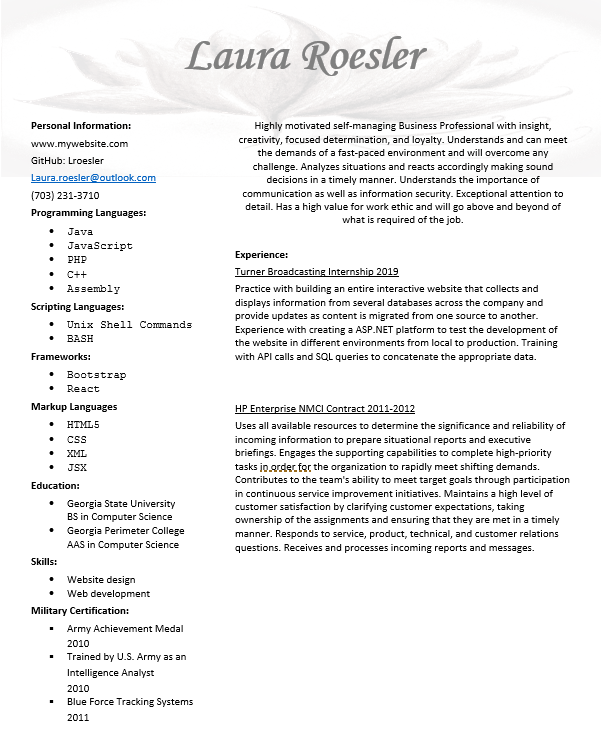 Laura Roesler
Personal Information:
www.mywebsite.com
GitHub: Lroesler
Laura.roesler@outlook.com
(703) 231-3710
Programming Languages:
• Java
• JavaScript
• PHP
• C++
• Assembly
Scripting Languages:
• Unix Shell Commands
• BASH
Frameworks:
• Bootstrap
• React
Markup Languages
• HTML5
• CSS
• XML
• JSX
Education:
• Georgia State University
BS in Computer Science
• Georgia Perimeter College
AAS in Computer Science
Skills:
• Website design
• Web development
Military Certification:
▪ Army Achievement Medal
2010
▪ Trained by U.S. Army as an
Intelligence Analyst
2010
▪ Blue Force Tracking Systems
2011
Highly motivated self-managing Business Professional with insight,
creativity, focused determination, and loyalty. Understands and can meet
the demands of a fast-paced environment and will overcome any
challenge. Analyzes situations and reacts accordingly making sound
decisions in a timely manner. Understands the importance of
communication as well as information security. Exceptional attention to
detail. Has a high value for work ethic and will go above and beyond of
what is required of the job.
Experience:
Turner Broadcasting Internship 2019
Practice with building an entire interactive website that collects and
displays information from several databases across the company and
provide updates as content is migrated from one source to another.
Experience with creating a ASP.NET platform to test the development of
the website in different environments from local to production. Training
with API calls and SQL queries to concatenate the appropriate data.
HP Enterprise NMCI Contract 2011-2012
Uses all available resources to determine the significance and reliability of
incoming information to prepare situational reports and executive
briefings. Engages the supporting capabilities to complete high-priority
tasks in order for the organization to rapidly meet shifting demands.
Contributes to the team's ability to meet target goals through participation
in continuous service improvement initiatives. Maintains a high level of
customer satisfaction by clarifying customer expectations, taking
ownership of the assignments and ensuring that they are met in a timely
manner. Responds to service, product, technical, and customer relations
questions. Receives and processes incoming reports and messages.